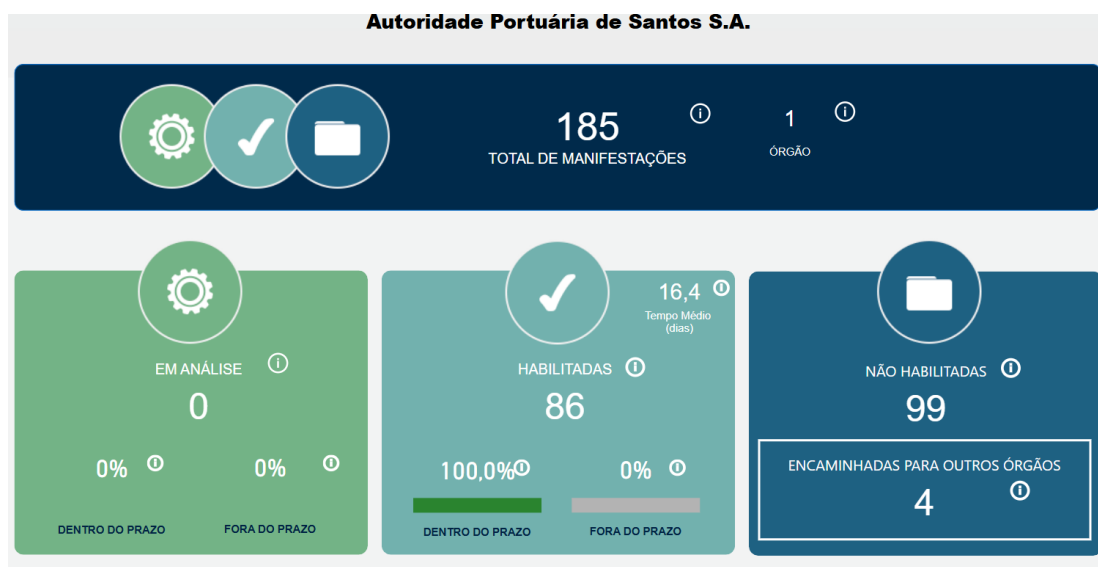 Autoridade Portuária de Santos S.A.
185
TOTAL DE MANIFESTAÇÕES
1
ÓRGÃO
EM ANÁLISE
0
0%
0%
DENTRO DO PRAZO
FORA DO PRAZO
16,4
Tempo Médio
(dias)
HABILITADAS
86
100,0%
0%
DENTRO DO PRAZO
FORA DO PRAZO
NÃO HABILITADAS
99
ENCAMINHADAS PARA OUTROS ÓRGÃOS
4